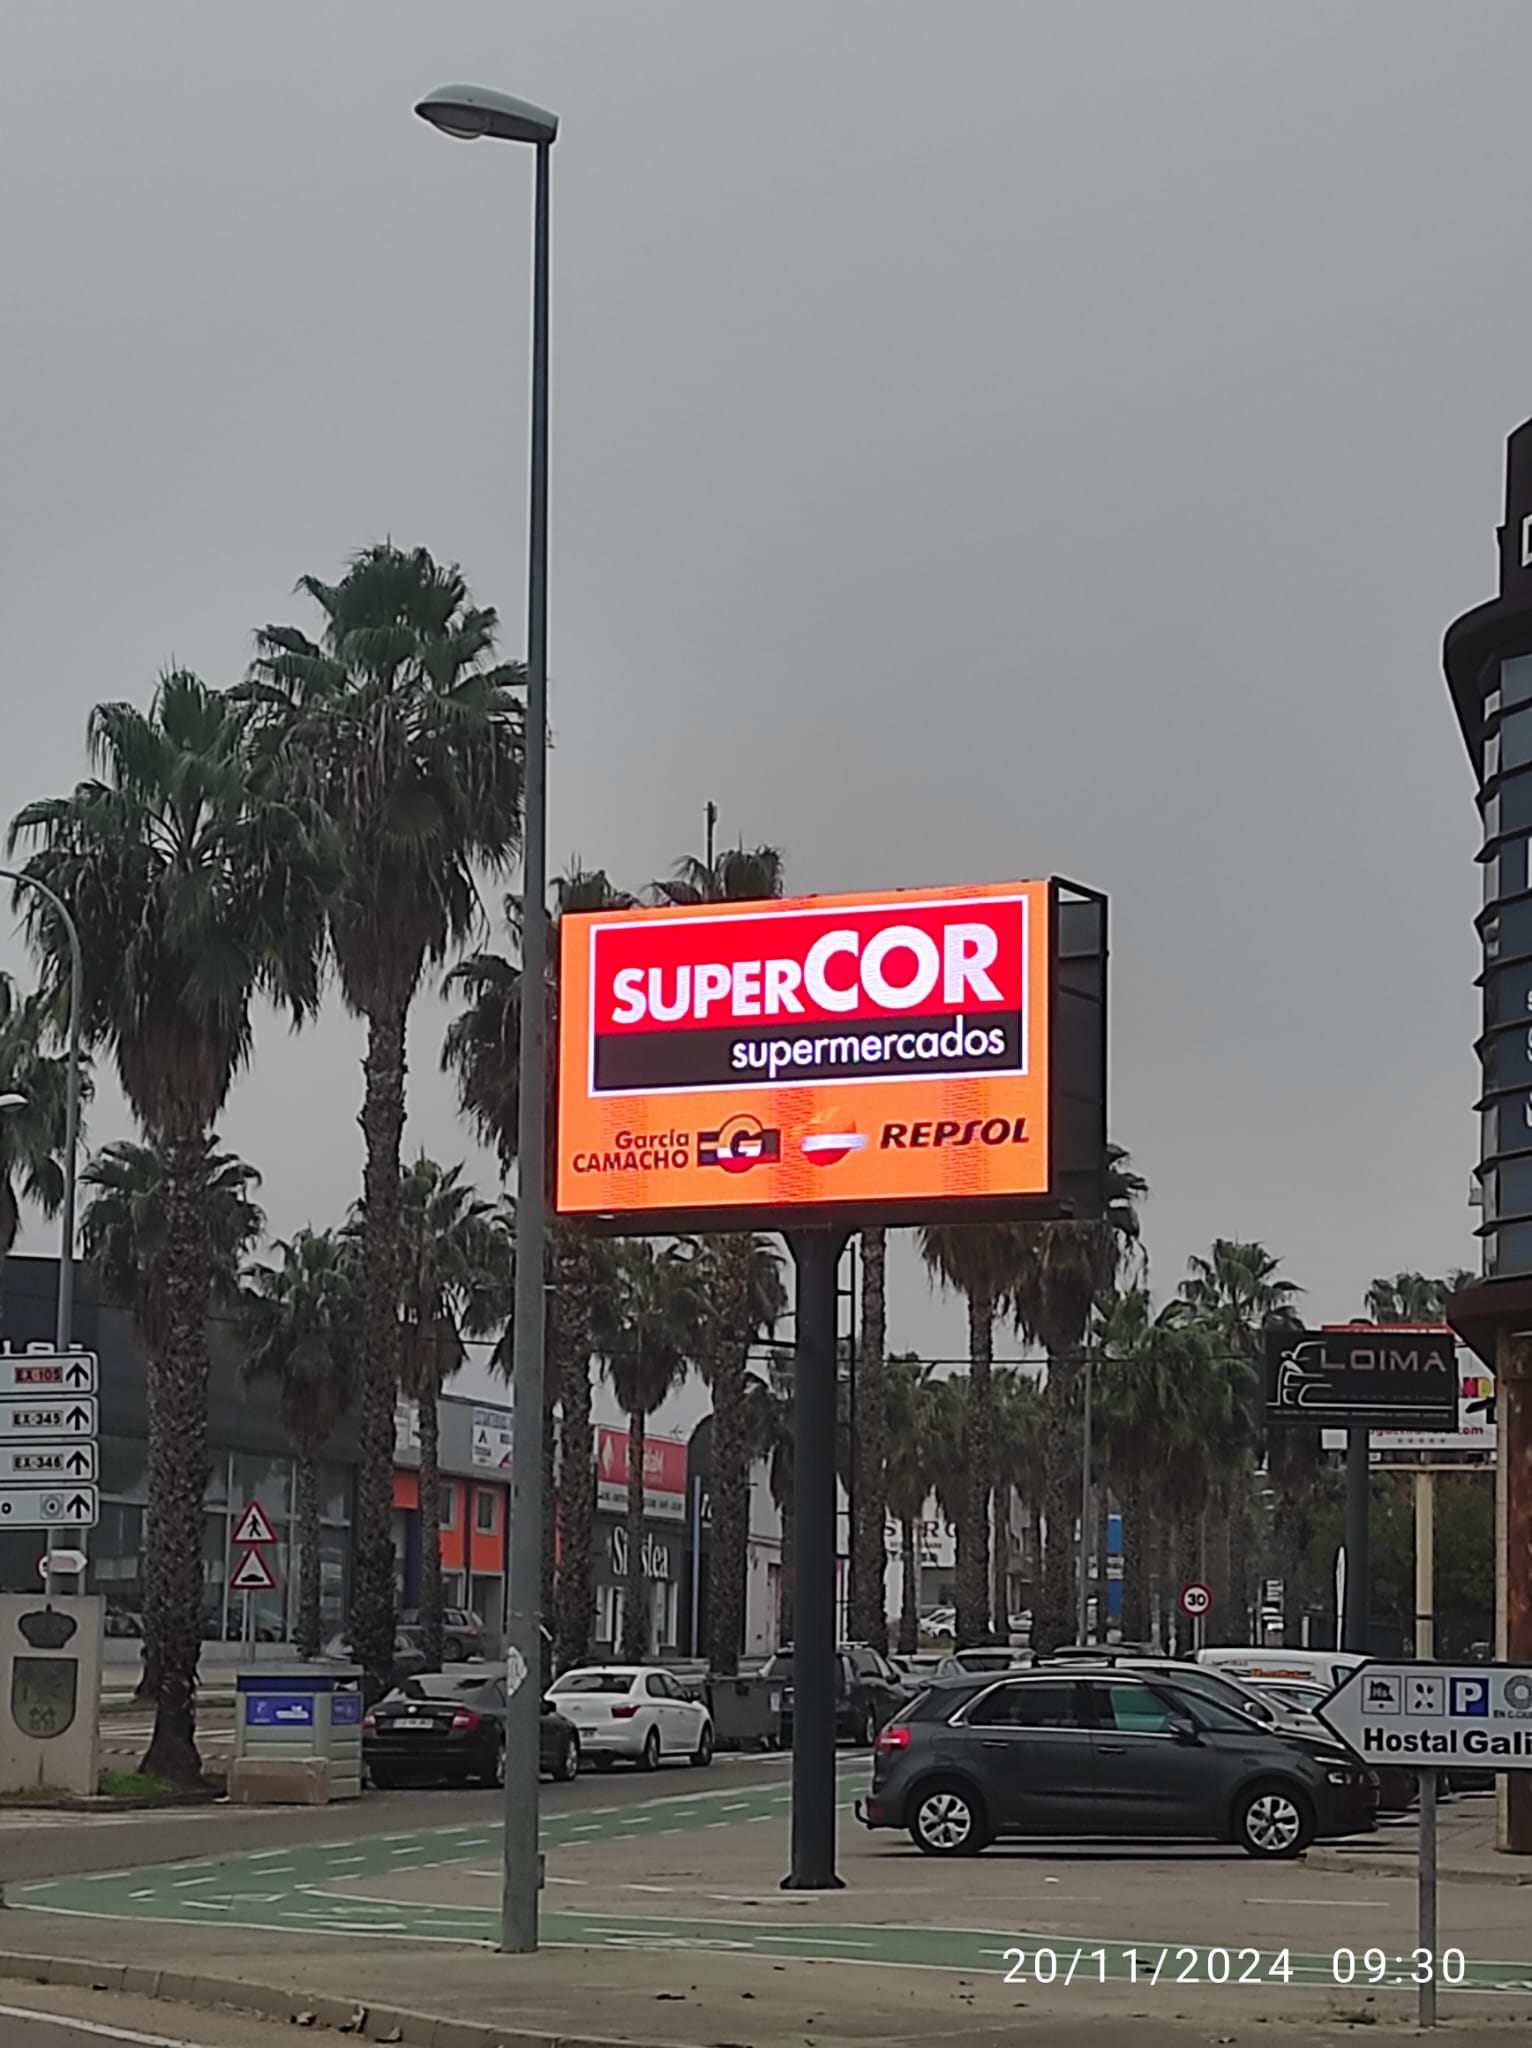 SUPERCOR
supermercados
García
CAMACHO
G
REPSOL
LOIMA
EX-105
EX-345
EX-346
30
P
Hostal Gali
20/11/2024 09:30